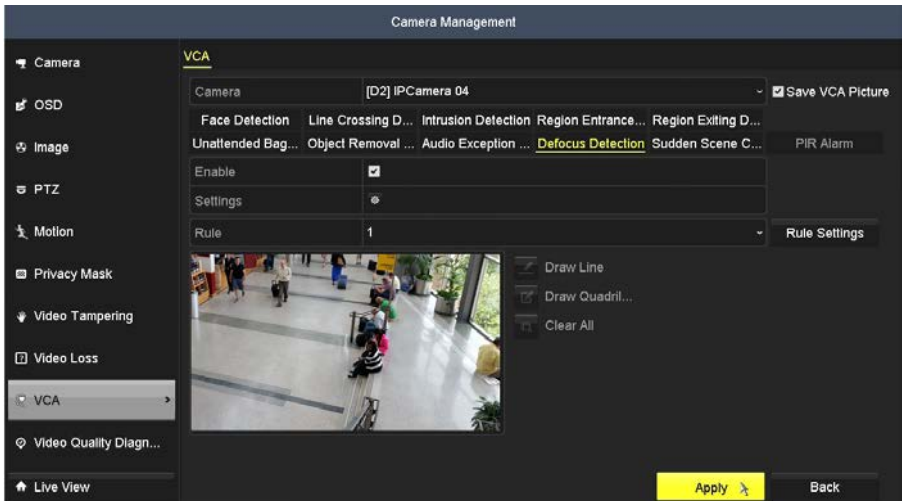 Camera Management
Camera
OSD
Image
PTZ
Motion
Privacy Mask
Video Tampering
Video Loss
VCA
Video Quality Diagn...
Live View
VCA
Camera [D2] IPCamera 04 Save VCA Picture
Face Detection Line Crossing D... Intrusion Detection Region Entrance... Region Exiting D...
Unattended Bag... Object Removal ... Audio Exception ... Defocus Detection Sudden Scene C... PIR Alarm
Enable
Settings
Rule 1 Rule Settings
Draw Line
Draw Quadril...
Clear All
Apply Back